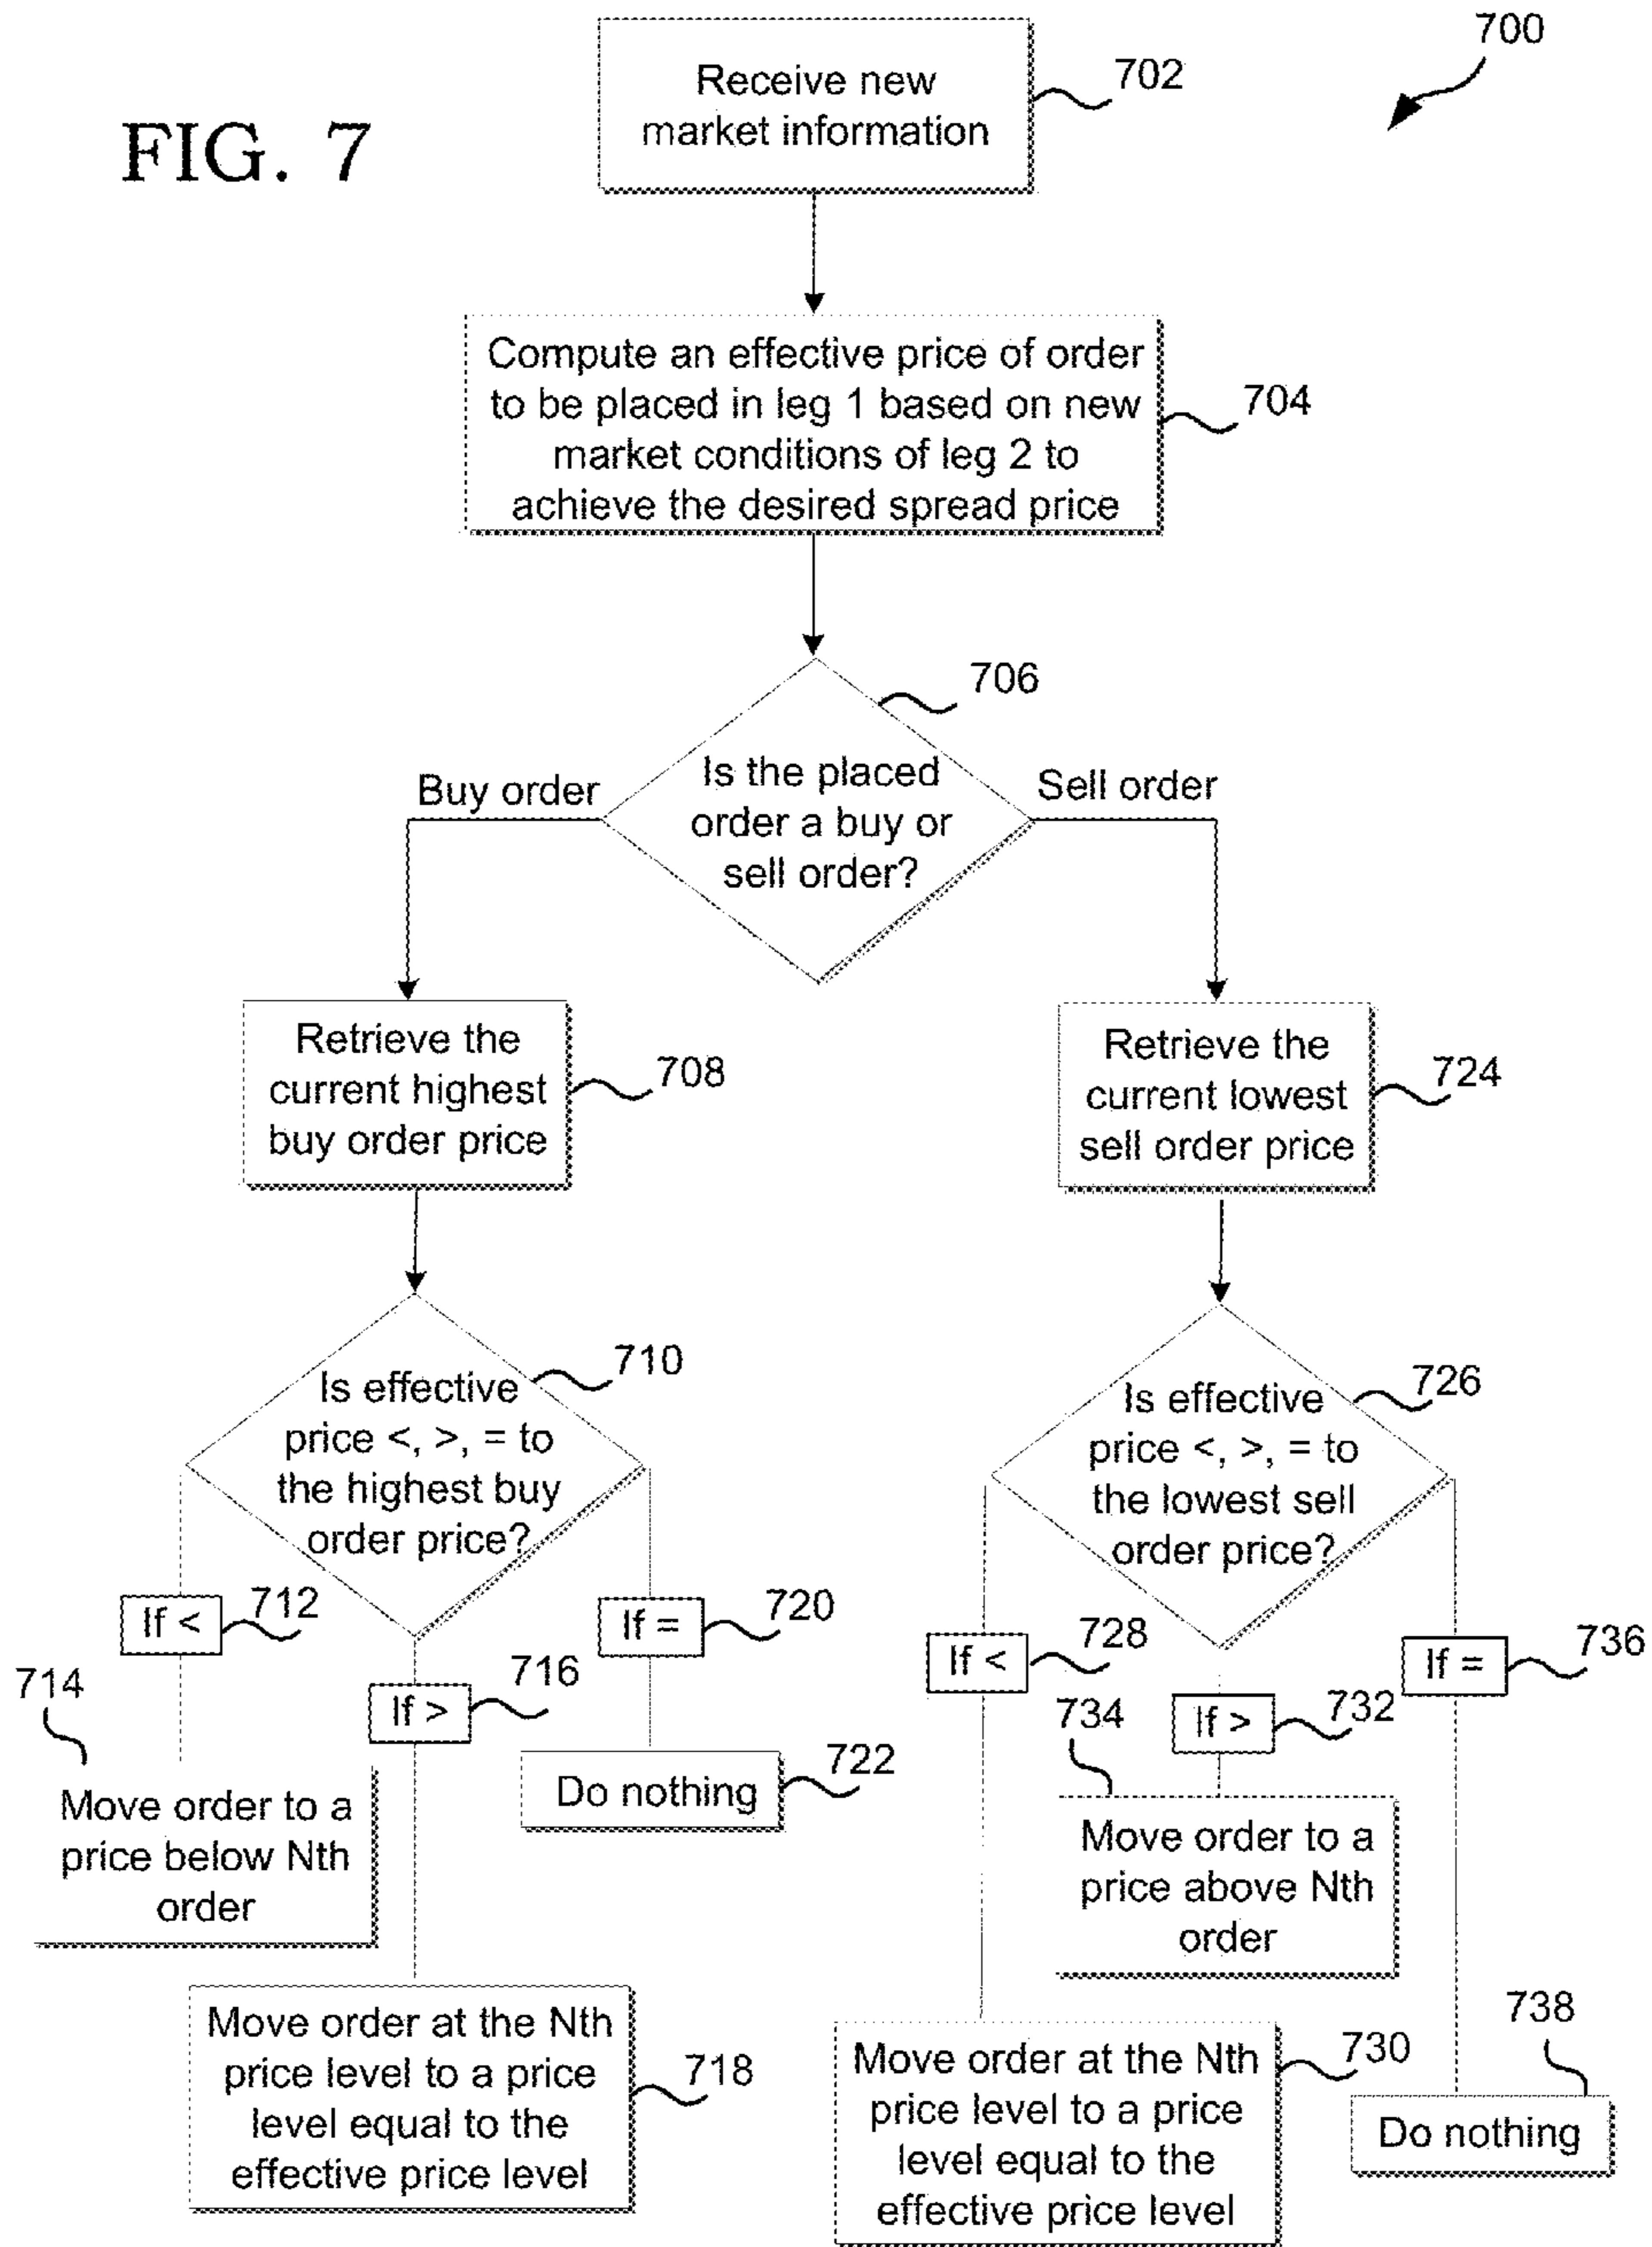 FIG. 7
700
Receive new
market information
702
Compute an effective price of order
to be placed in leg 1 based on new
market conditions of leg 2 to
achieve the desired spread price
704
706
Is the placed
order a buy or
sell order?
Buy order
Sell order
Retrieve the
current highest
buy order price
708
Retrieve the
current lowest
sell order price
724
710
Is effective
price <, >, = to
the highest buy
order price?
726
Is effective
price <, >, = to
the lowest sell
order price?
If <
712
If >
716
If =
720
714
Move order to a
price below Nth
order
Do nothing
722
Move order at the Nth
price level to a price
level equal to the
effective price level
718
If <
728
If >
732
If =
736
734
Move order to a
price above Nth
order
Move order at the Nth
price level to a price
level equal to the
effective price level
730
738
Do nothing